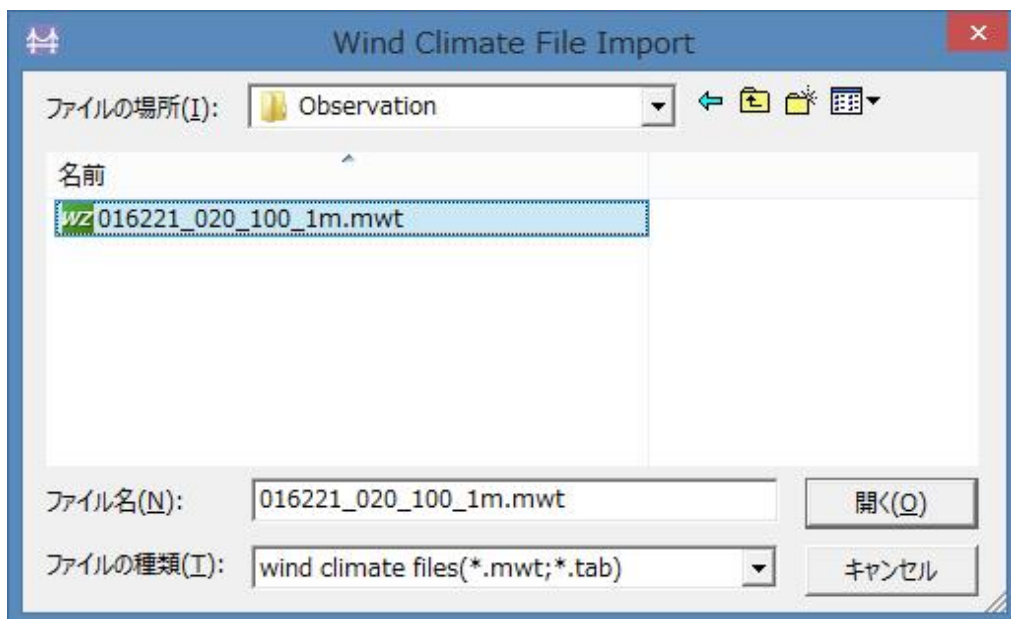 Wind Climate File Import
ファイルの場所(I): Observation
名前
WZ 016221_020_100_1m.mwt
ファイル名(N): 016221_020_100_1m.mwt 開く(O)
ファイルの種類(T): wind climate files(*.mwt;*.tab) キャンセル